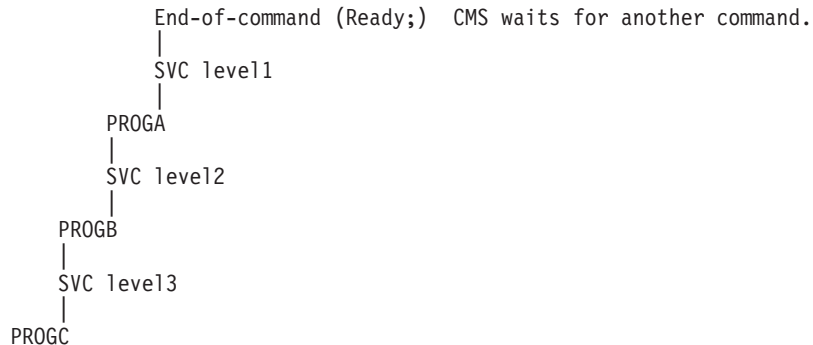 End-of-command (Ready;)  CMS waits for another command.
SVC level1
PROGA
SVC level2
PROGB
SVC level3
PROGC